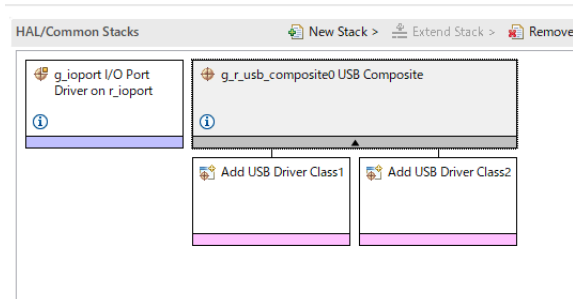 HAL/Common Stacks
New Stack >
Extend Stack >
Remove
g_ioport I/O Port
Driver on r_ioport
g_r_usb_composite0 USB Composite
Add USB Driver Class1
Add USB Driver Class2